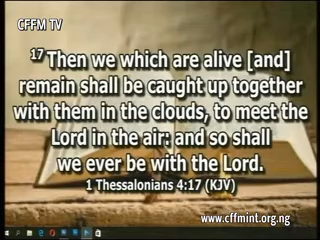 CFFM TV
17 Then we which are alive [and]
remain shall be caught up together
with them in the clouds, to meet the
Lord in the air: and so shall
we ever be with the Lord.
1 Thessalonians 4:17 (KJV)
www.cffmint.org.ng